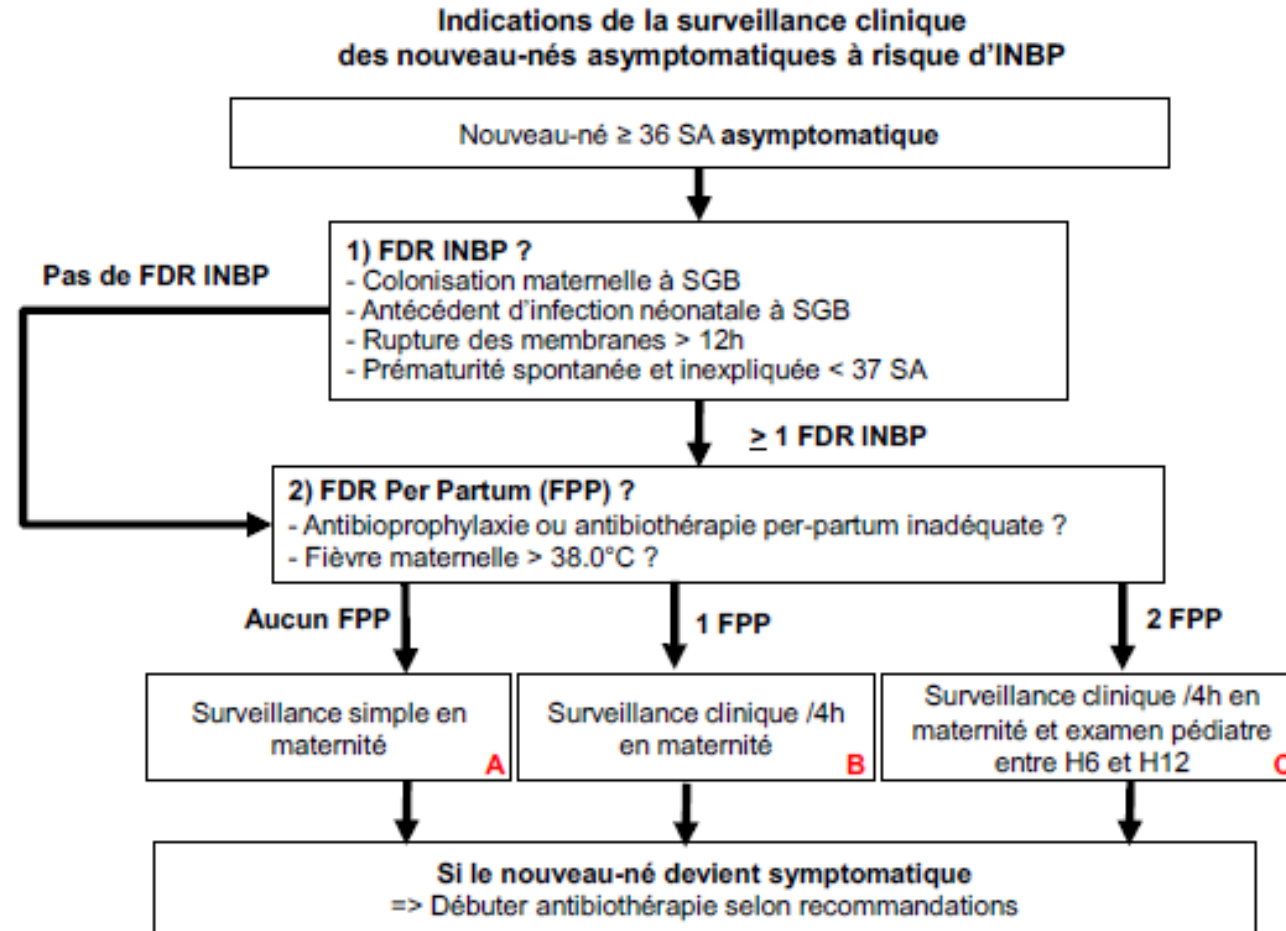 Indications de la surveillance clinique
des nouveau-nés asymptomatiques à risque d'INBP
Nouveau-né ≥ 36 SA asymptomatique
1) FDR INBP ?
- Colonisation maternelle à SGB
- Antécédent d'infection néonatale à SGB
- Rupture des membranes > 12h
- Prématurité spontanée et inexpliquée < 37 SA
Pas de FDR INBP
≥ 1 FDR INBP
2) FDR Per Partum (FPP) ?
- Antibioprophylaxie ou antibiothérapie per-partum inadéquate ?
- Fièvre maternelle > 38.0°C ?
Aucun FPP
1 FPP
2 FPP
Surveillance simple en
maternité
A
Surveillance clinique /4h
en maternité
B
Surveillance clinique /4h en
maternité et examen pédiatre
entre H6 et H12
C
Si le nouveau-né devient symptomatique
=> Débuter antibiothérapie selon recommandations